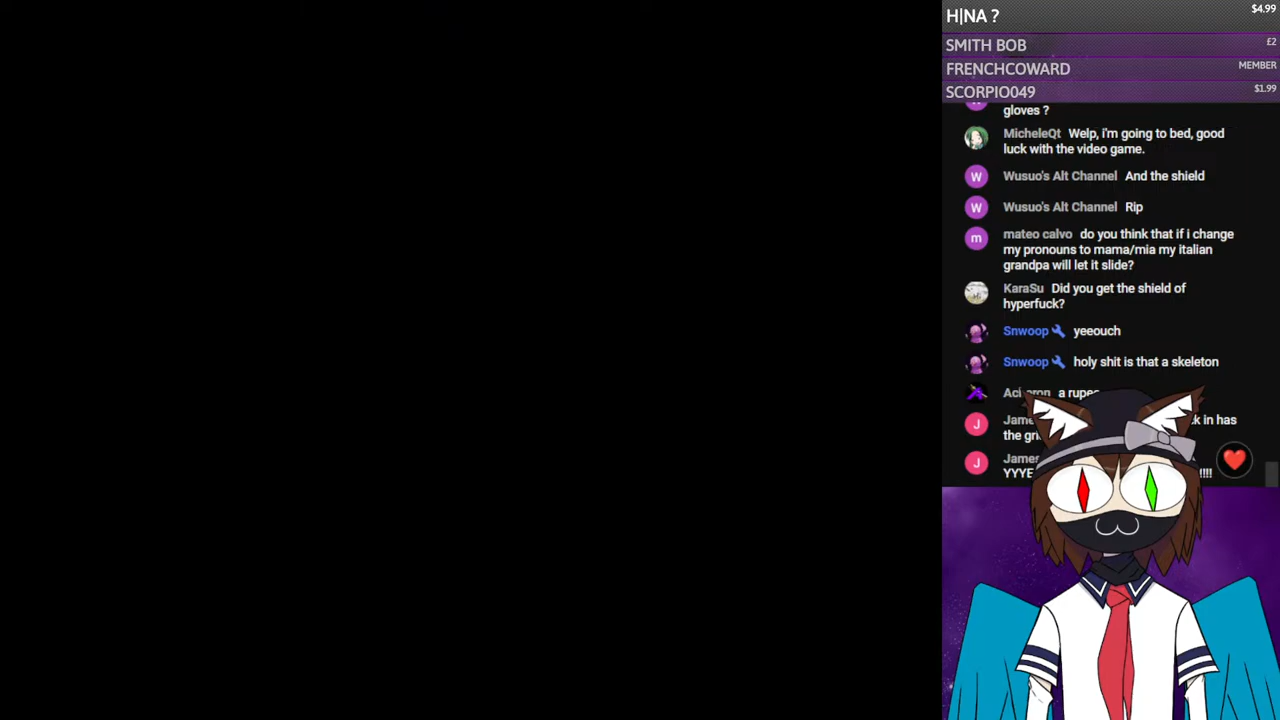 H|NA ? $4.99
SMITH BOB £2
FRENCHCOWARD MEMBER
SCORPIO049 $1.99
gloves ?
MicheleQt Welp, i'm going to bed, good
luck with the video game.
W Wusuo's Alt Channel And the shield
W Wusuo's Alt Channel Rip
m mateo calvo do you think that if i change
my pronouns to mama/mia my italian
grandpa will let it slide?
KaraSu Did you get the shield of
hyperfuck?
Snwoop yeeouch
Snwoop holy shit is that a skeleton
a
J in has
the
J
!!!!